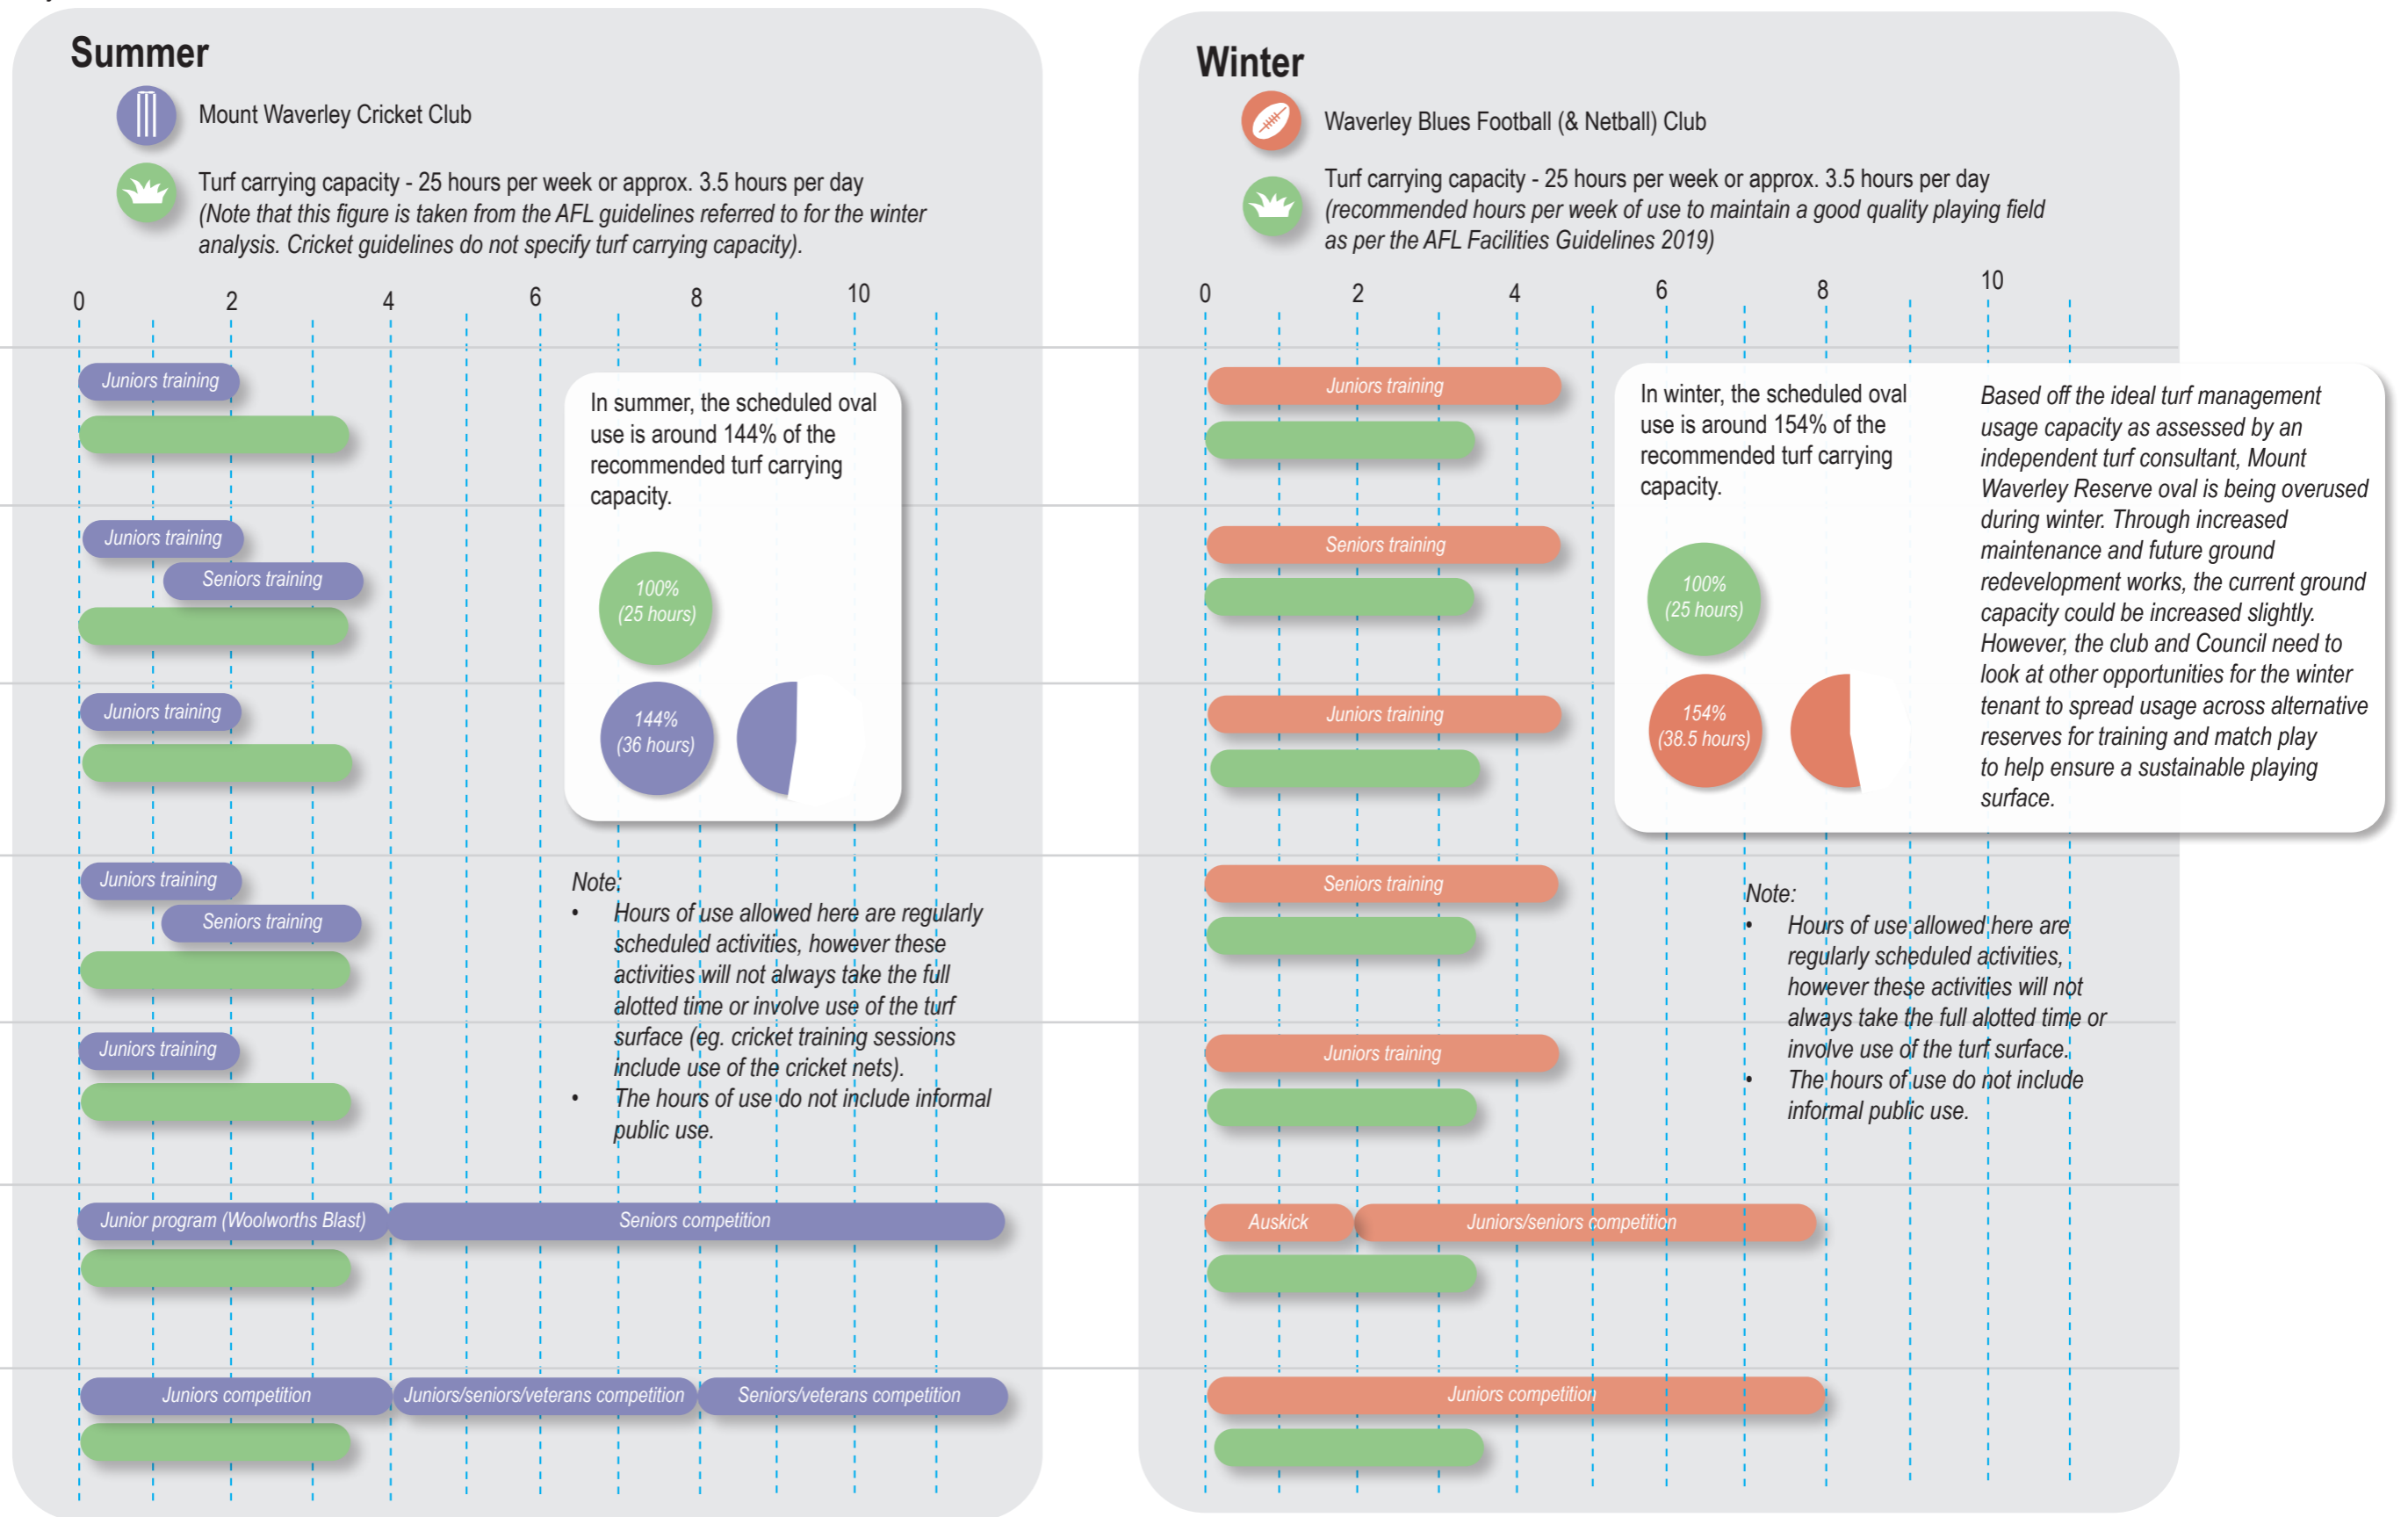 Summer
Mount Waverley Cricket Club
Turf carrying capacity - 25 hours per week or approx. 3.5 hours per day
(Note that this figure is taken from the AFL guidelines referred to for the winter
analysis. Cricket guidelines do not specify turf carrying capacity).
0 2 4 6 8 10
Juniors training
Juniors training
Seniors training
Juniors training
Juniors training
Seniors training
Juniors training
Junior program (Woolworths Blast)
Seniors competition
Juniors competition
Juniors/seniors/veterans competition
Seniors/veterans competition
In summer, the scheduled oval
use is around 144% of the
recommended turf carrying
capacity.
100%
(25 hours)
144%
(36 hours)
Note:
• Hours of use allowed here are regularly
scheduled activities, however these
activities will not always take the full
alotted time or involve use of the turf
surface (eg. cricket training sessions
include use of the cricket nets).
• The hours of use do not include informal
public use.
Winter
Waverley Blues Football (& Netball) Club
Turf carrying capacity - 25 hours per week or approx. 3.5 hours per day
(recommended hours per week of use to maintain a good quality playing field
as per the AFL Facilities Guidelines 2019)
0 2 4 6 8 10
Juniors training
Seniors training
Juniors training
Seniors training
Juniors training
Auskick
Juniors/seniors competition
Juniors competition
In winter, the scheduled oval
use is around 154% of the
recommended turf carrying
capacity.
100%
(25 hours)
154%
(38.5 hours)
Based off the ideal turf management
usage capacity as assessed by an
independent turf consultant, Mount
Waverley Reserve oval is being overused
during winter. Through increased
maintenance and future ground
redevelopment works, the current ground
capacity could be increased slightly.
However, the club and Council need to
look at other opportunities for the winter
tenant to spread usage across alternative
reserves for training and match play
to help ensure a sustainable playing
surface.
Note:
• Hours of use allowed here are
regularly scheduled activities,
however these activities will not
always take the full alotted time or
involve use of the turf surface.
• The hours of use do not include
informal public use.